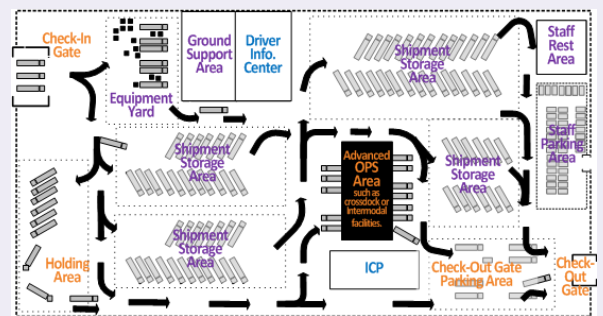 Check-In
Gate
Equipment
Yard
Ground
Support
Area
Driver
Info.
Center
Shipment
Storage Area
Staff
Rest Area
Staff
Parking
Area
Shipment
Storage
Area
Advanced
OPS
Area
such as
crossdock or
Intermodal
facilities.
Shipment
Storage
Area
Shipment
Storage
Area
Holding
Area
ICP
Check-Out Gate
Parking Area
Check-
Out
Gate